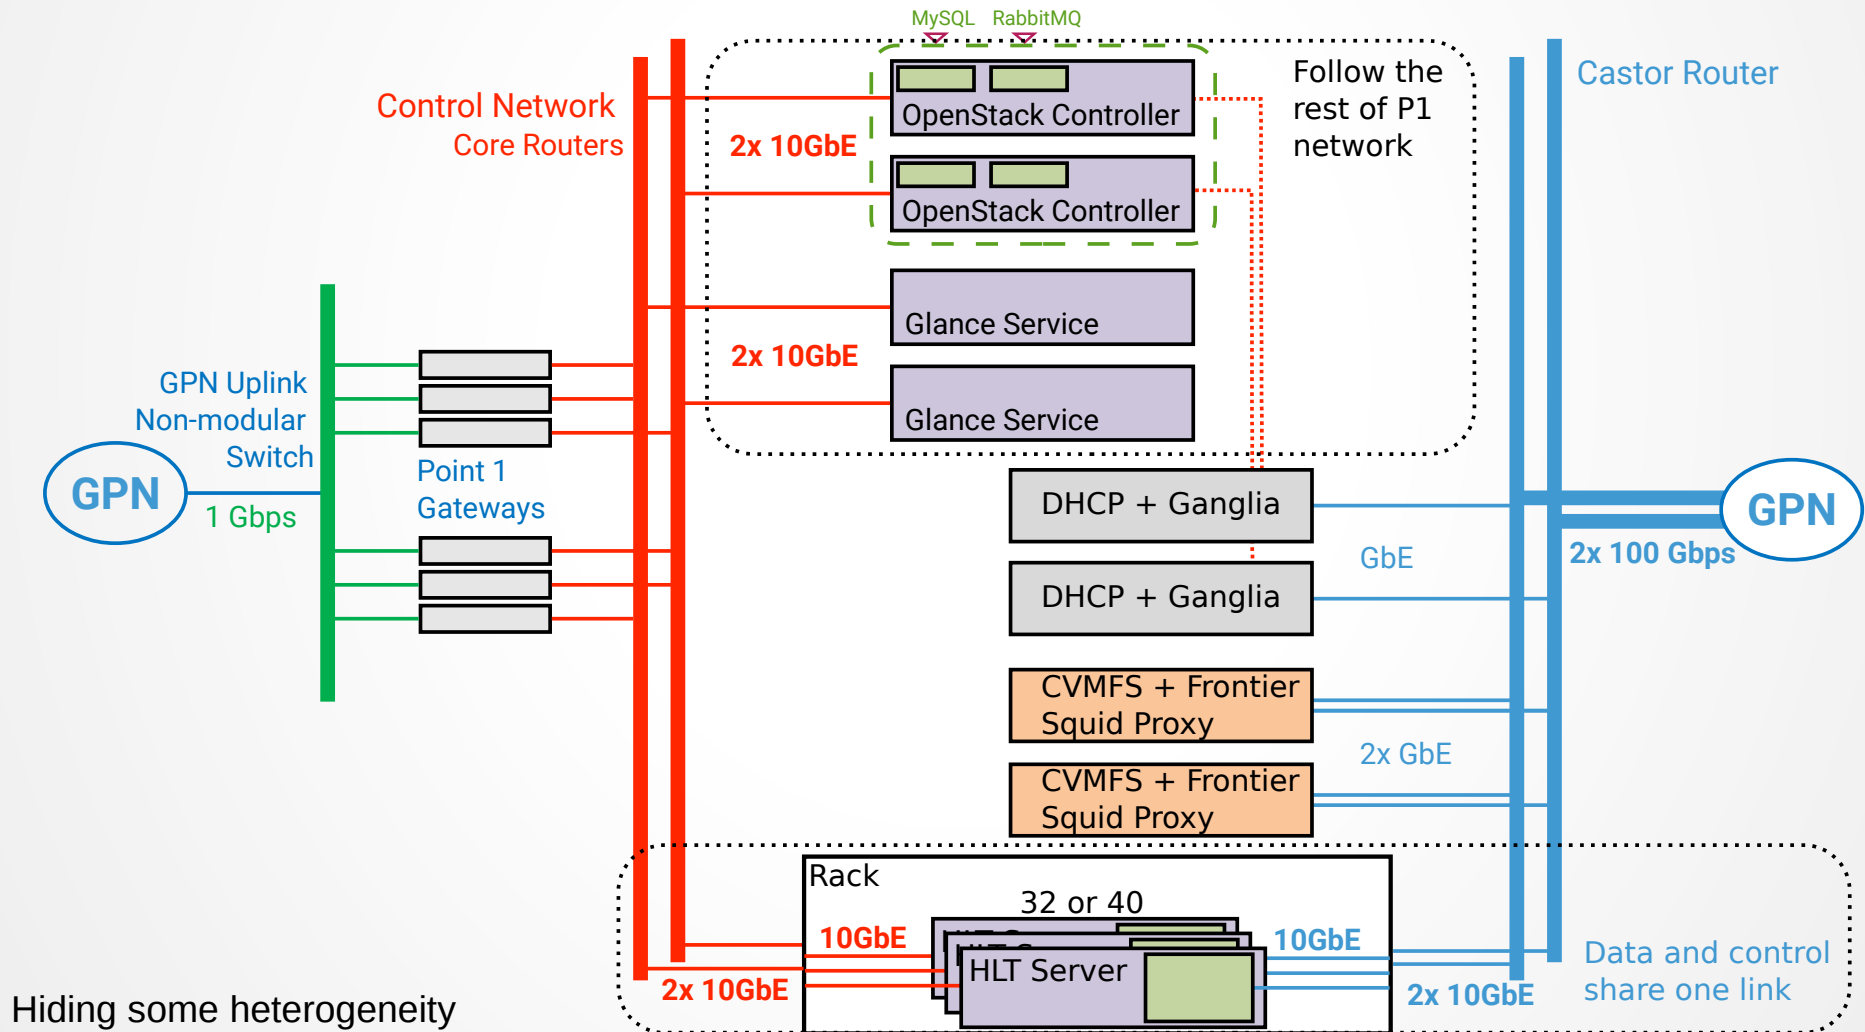 MySQL RabbitMQ
Control Network
Core Routers
2x 10GbE
OpenStack Controller
OpenStack Controller
Follow the
rest of P1
network
Castor Router
2x 10GbE
Glance Service
Glance Service
GPN Uplink
Non-modular
Switch
GPN
1 Gbps
Point 1
Gateways
DHCP + Ganglia
GbE
DHCP + Ganglia
GPN
2x 100 Gbps
CVMFS + Frontier
Squid Proxy
2x GbE
CVMFS + Frontier
Squid Proxy
Rack
32 or 40
10GbE
HLT Server
10GbE
2x 10GbE
2x 10GbE
Data and control
share one link
Hiding some heterogeneity